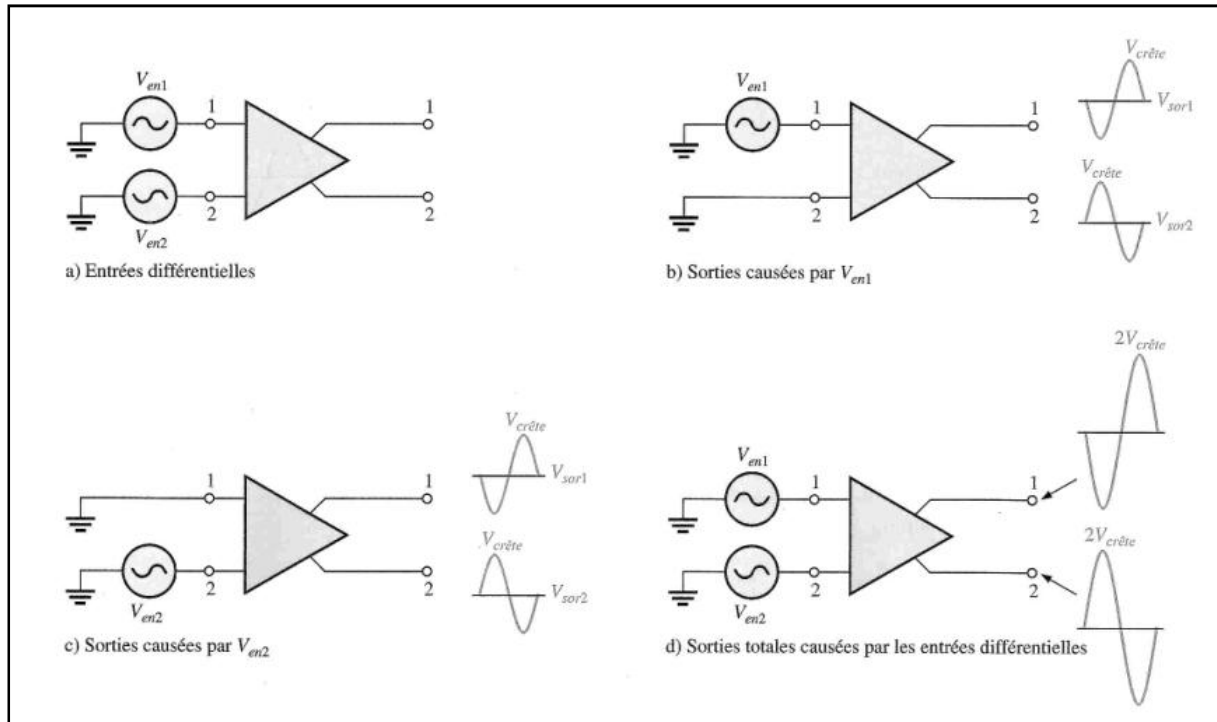 V_en1
1
1
2
2
V_en2
a) Entrées différentielles
V_crête
V_en1
1
1
V_sor1
V_crête
2
2
V_sor2
b) Sorties causées par V_en1
V_crête
1
1
V_sor1
V_crête
2
2
V_en2
V_sor2
c) Sorties causées par V_en2
2V_crête
V_en1
1
1
2V_crête
2
2
V_en2
d) Sorties totales causées par les entrées différentielles